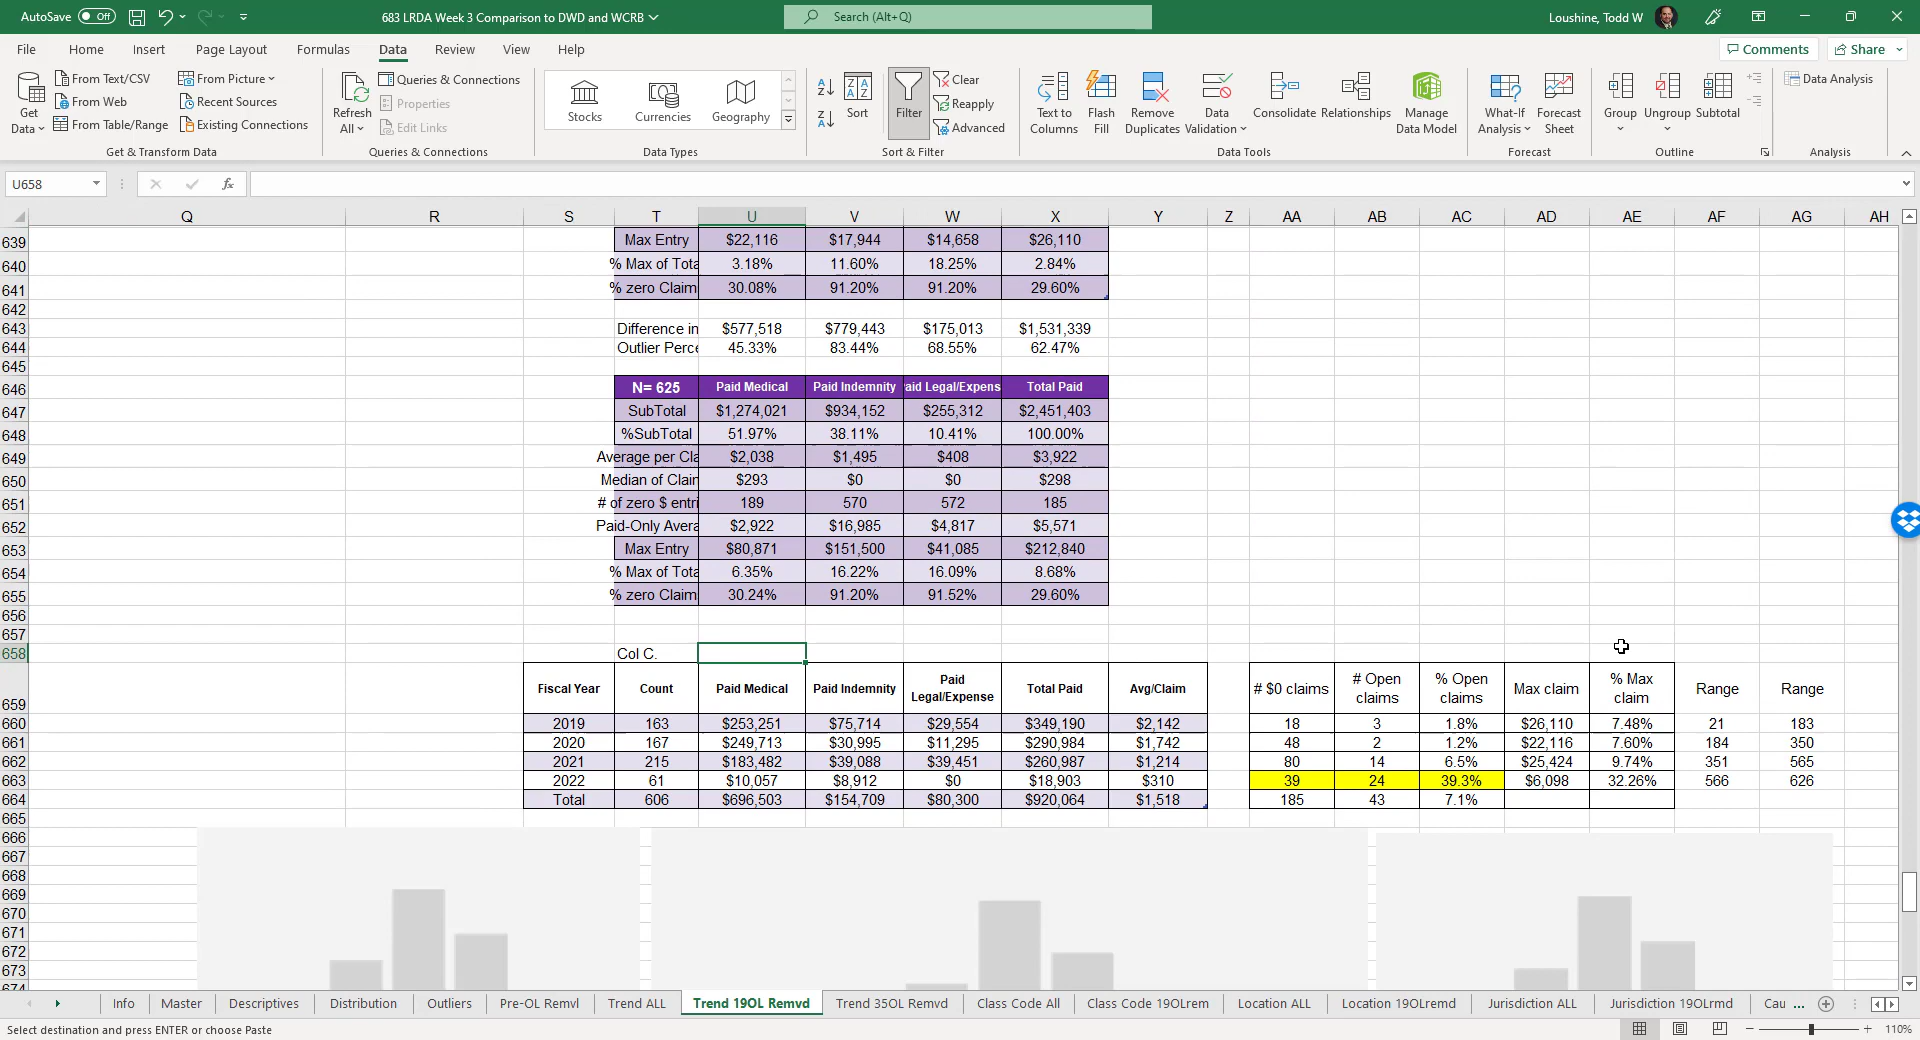 AutoSave Off 683 LRDA Week 3 Comparison to DWD and WCRB Search (Alt+Q) Loushine, Todd W
File Home Insert Page Layout Formulas Data Review View Help Comments Share
From Text/CSV From Picture Queries & Connections Clear
From Web Recent Sources Properties Reapply
From Table/Range Existing Connections Edit Links Advanced Data Analysis
Get Data Refresh All Stocks Currencies Geography Sort Filter Text to Columns Flash Fill Remove Duplicates Data Validation Consolidate Relationships Manage Data Model What-If Analysis Forecast Sheet Group Ungroup Subtotal
Get & Transform Data Queries & Connections Data Types Sort & Filter Data Tools Forecast Outline Analysis
U658 fx
Q R S T U V W X Y Z AA AB AC AD AE AF AG AH
639 Max Entry $22,116 $17,944 $14,658 $26,110
640 % Max of Tota 3.18% 11.60% 18.25% 2.84%
641 % zero Claim 30.08% 91.20% 91.20% 29.60%
642
643 Difference in $577,518 $779,443 $175,013 $1,531,339
644 Outlier Perce 45.33% 83.44% 68.55% 62.47%
645
646 N= 625 Paid Medical Paid Indemnity aid Legal/Expens Total Paid
647 SubTotal $1,274,021 $934,152 $255,312 $2,451,403
648 %SubTotal 51.97% 38.11% 10.41% 100.00%
649 Average per Cla $2,038 $1,495 $408 $3,922
650 Median of Clain $293 $0 $0 $298
651 # of zero $ entri 189 570 572 185
652 Paid-Only Avera $2,922 $16,985 $4,817 $5,571
653 Max Entry $80,871 $151,500 $41,085 $212,840
654 % Max of Tota 6.35% 16.22% 16.09% 8.68%
655 % zero Claim 30.24% 91.20% 91.52% 29.60%
656
657
658 Col C.
659 Fiscal Year Count Paid Medical Paid Indemnity Paid Legal/Expense Total Paid Avg/Claim # $0 claims # Open claims % Open claims Max claim % Max claim Range Range
660 2019 163 $253,251 $75,714 $29,554 $349,190 $2,142 18 3 1.8% $26,110 7.48% 21 183
661 2020 167 $249,713 $30,995 $11,295 $290,984 $1,742 48 2 1.2% $22,116 7.60% 184 350
662 2021 215 $183,482 $39,088 $39,451 $260,987 $1,214 80 14 6.5% $25,424 9.74% 351 565
663 2022 61 $10,057 $8,912 $0 $18,903 $310 39 24 39.3% $6,098 32.26% 566 626
664 Total 606 $696,503 $154,709 $80,300 $920,064 $1,518 185 43 7.1%
665
666
667
668
669
670
671
672
673
674
Info Master Descriptives Distribution Outliers Pre-OL Remvl Trend ALL Trend 19OL Remvd Trend 35OL Remvd Class Code All Class Code 19OLrem Location ALL Location 19OLremd Jurisdiction ALL Jurisdiction 19OLrmd Cau ...
Select destination and press ENTER or choose Paste 110%